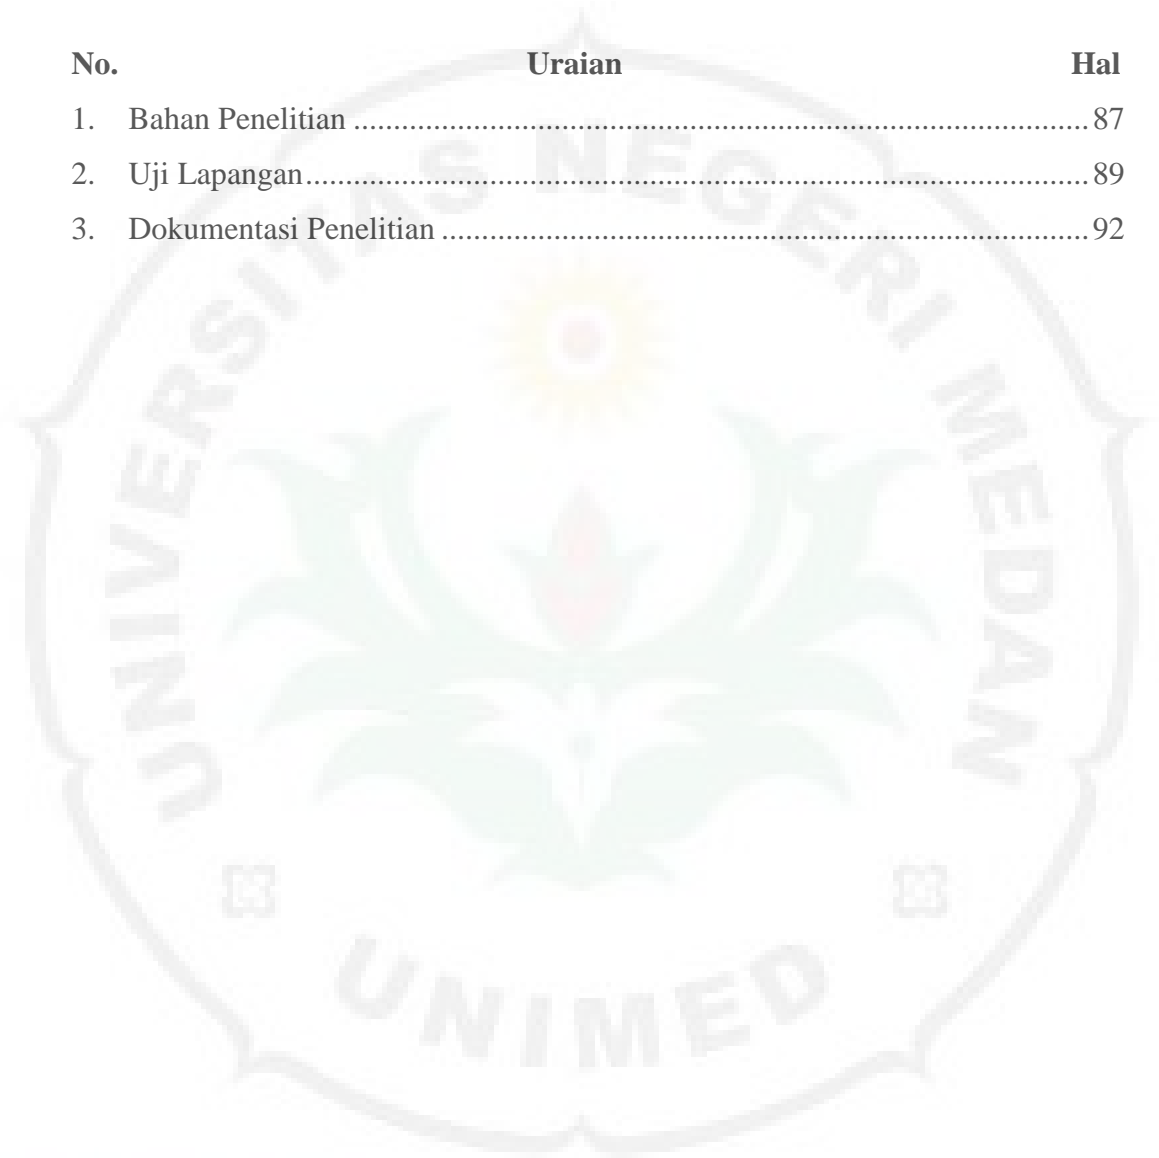 No. Uraian Hal
1. Bahan Penelitian ........................................................................................... 87
2. Uji Lapangan................................................................................................. 89
3. Dokumentasi Penelitian ................................................................................ 92
UNIVERSITAS NEGERI MEDAN
UNIMED